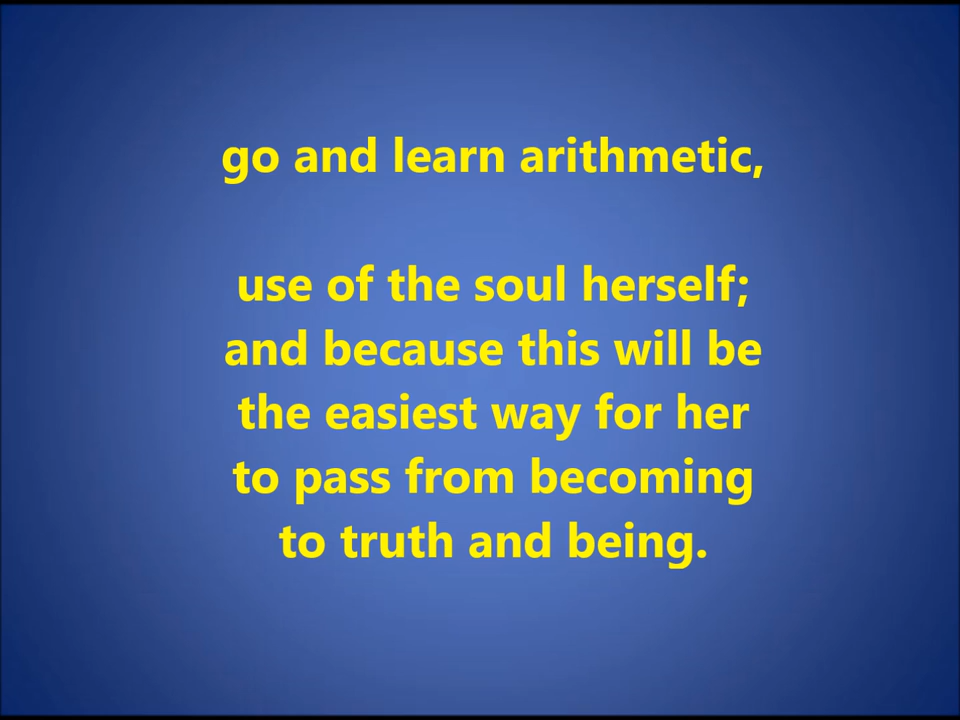 go and learn arithmetic,
use of the soul herself;
and because this will be
the easiest way for her
to pass from becoming
to truth and being.